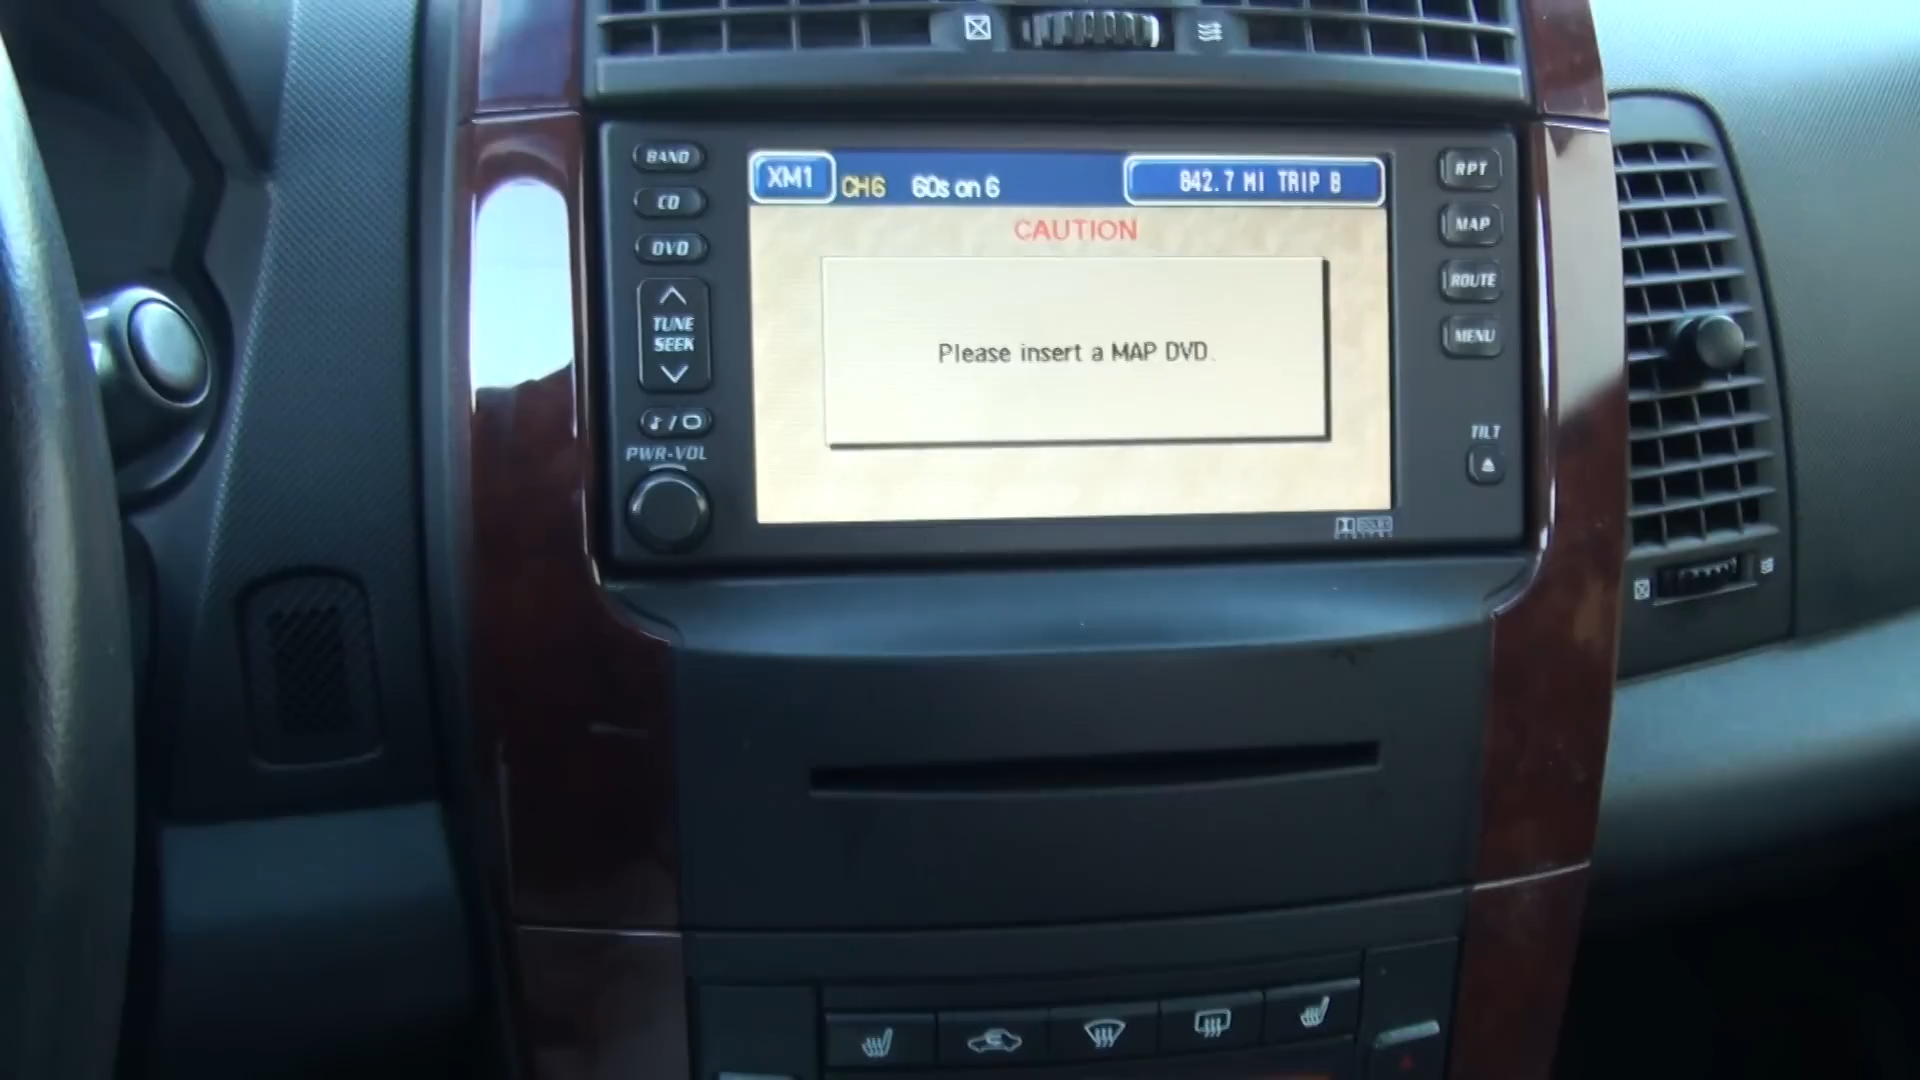 BAND
CD
DVD
TUNE
SEEK
PWR-VOL
XM1 CH6 60s on 6 842.7 MI TRIP B
CAUTION
Please insert a MAP DVD.
RPT
MAP
ROUTE
MENU
TILT